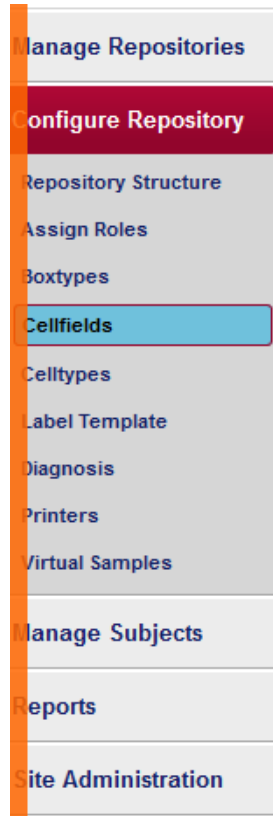 Manage Repositories
Configure Repository
Repository Structure
Assign Roles
Boxtypes
Cellfields
Celltypes
Label Template
Diagnosis
Printers
Virtual Samples
Manage Subjects
Reports
Site Administration